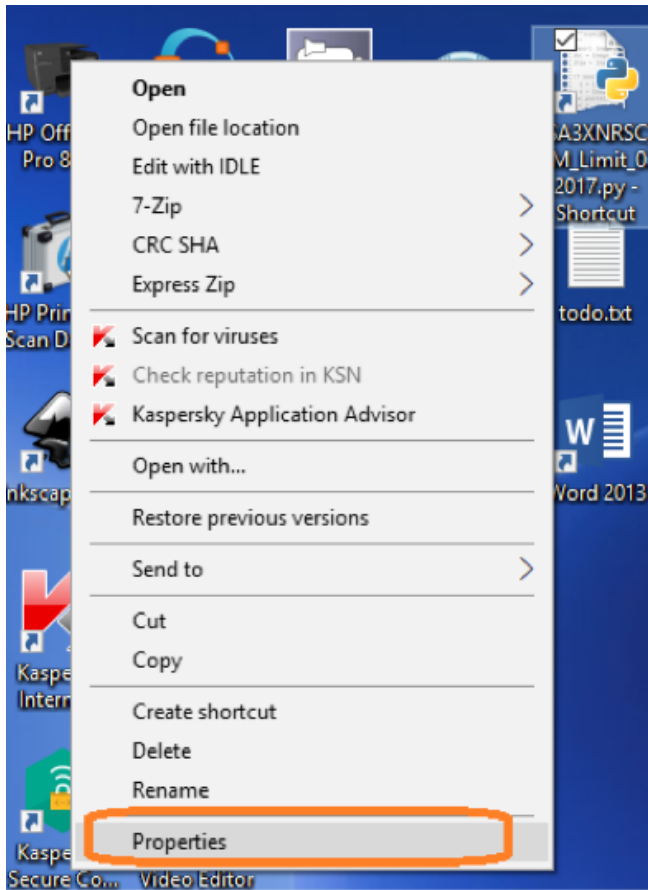 Open
Open file location
Edit with IDLE
7-Zip
CRC SHA
Express Zip
Scan for viruses
Check reputation in KSN
Kaspersky Application Advisor
Open with...
Restore previous versions
Send to
Cut
Copy
Create shortcut
Delete
Rename
Properties
HP Off
Pro 8
HP Prin
Scan D
nkscap
Kaspe
Intern
Kaspe
Secure Co...
Video Editor
A3XNRSC
M_Limit_0
2017.py -
Shortcut
todo.txt
W
Word 2013